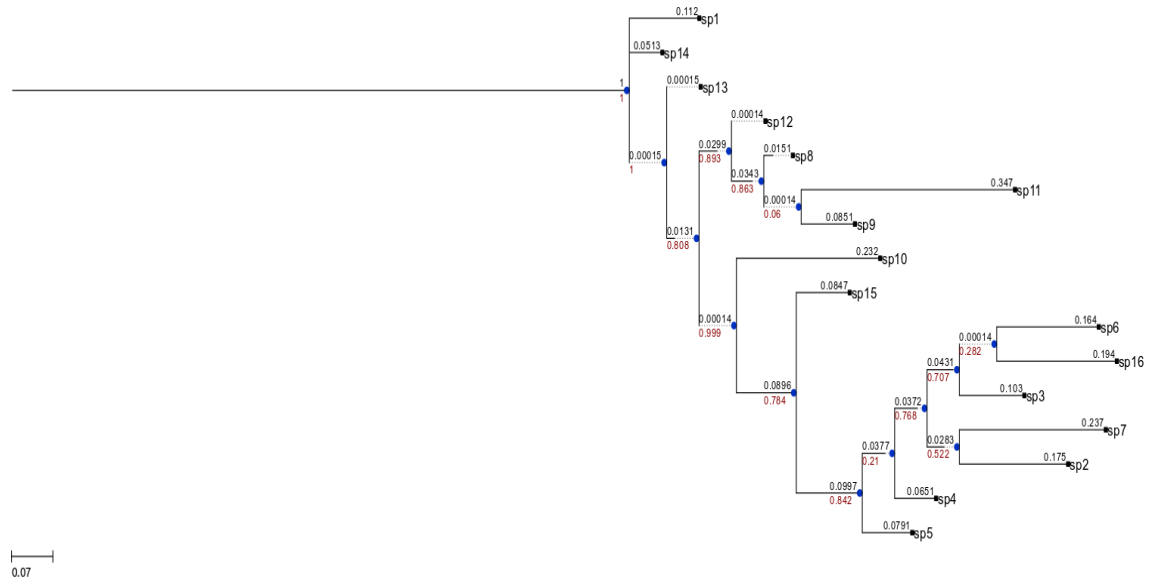 0.112 sp1
0.0513 sp14
0.00015 sp13
1
1
0.00014 sp12
0.0299
0.893
0.0151 sp8
0.00015
1
0.0343
0.863
0.347 sp11
0.00014
0.06
0.0851 sp9
0.0131
0.808
0.232 sp10
0.0847 sp15
0.00014
0.999
0.164 sp6
0.00014
0.282
0.194 sp16
0.0431
0.707
0.0896
0.784
0.103 sp3
0.0372
0.768
0.237 sp7
0.0283
0.522
0.0377
0.21
0.175 sp2
0.0997
0.842
0.0651 sp4
0.0791 sp5
0.07